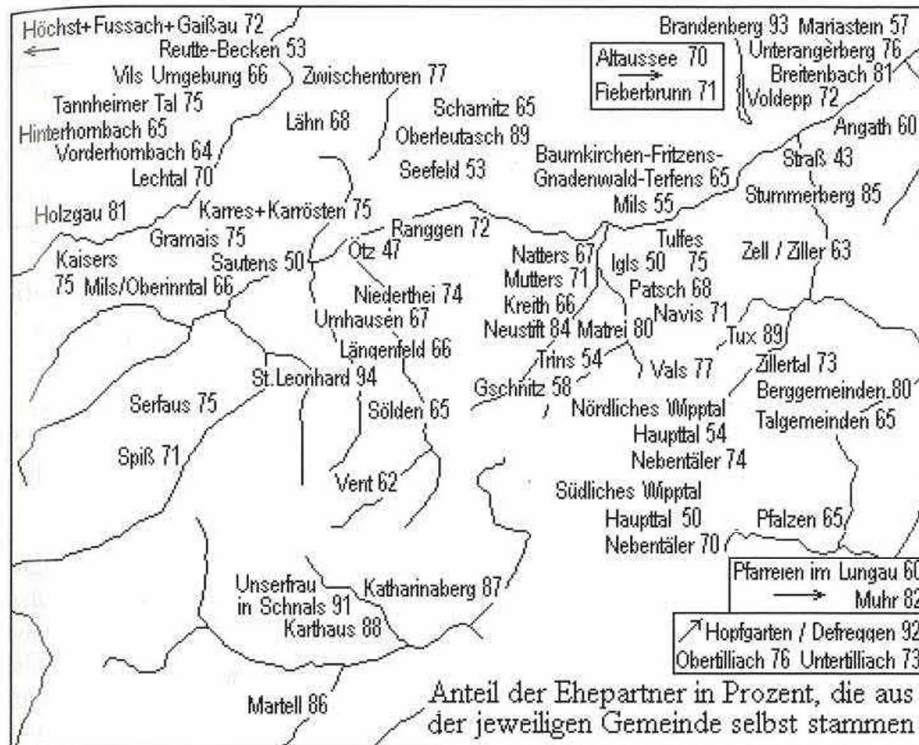 Höchst+Fussach+Gaißau 72
Reutte-Becken 53
Vils Umgebung 66
Zwischentoren 77
Tannheimer Tal 75
Hinterhornbach 65
Vorderhornbach 64
Lechtal 70
Lähn 68
Scharnitz 65
Oberleutasch 89
Seefeld 53
Brandenberg 93
Mariastein 57
Altaussee 70
Fieberbrunn 71
Unterangerberg 76
Breitenbach 81
Voldepp 72
Angath 60
Straß 43
Baumkirchen-Fritzens-
Gnadenwald-Terfens 65
Mils 55
Stummerberg 85
Holzgau 81
Karres+Karrösten 75
Gramais 75
Ranggen 72
Kaisers
75
Sautens 50
Ötz 47
Mils/Oberinntal 66
Natters 67
Mutters 71
Kreith 66
Neustift 84
Tulfes
75
Igls 50
Patsch 68
Navis 71
Matrei 80
Zell / Ziller 63
Niederthei 74
Umhausen 67
Längenfeld 66
Tux 89
Trins 54
Vals 77
Zillertal 73
Berggemeinden 80
Talgemeinden 65
St. Leonhard 94
Gschnitz 58
Serfaus 75
Sölden 65
Nördliches Wipptal
Haupttal 54
Nebentäler 74
Spiß 71
Vent 62
Südliches Wipptal
Haupttal 50
Nebentäler 70
Pfalzen 65
Unserfrau
in Schnals 91
Katharinaberg 87
Karthaus 88
Pfarreien im Lungau 60
Muhr 82
Hopfgarten / Defreggen 92
Obertilliach 76 Untertilliach 73
Martell 86
Anteil der Ehepartner in Prozent, die aus
der jeweiligen Gemeinde selbst stammen